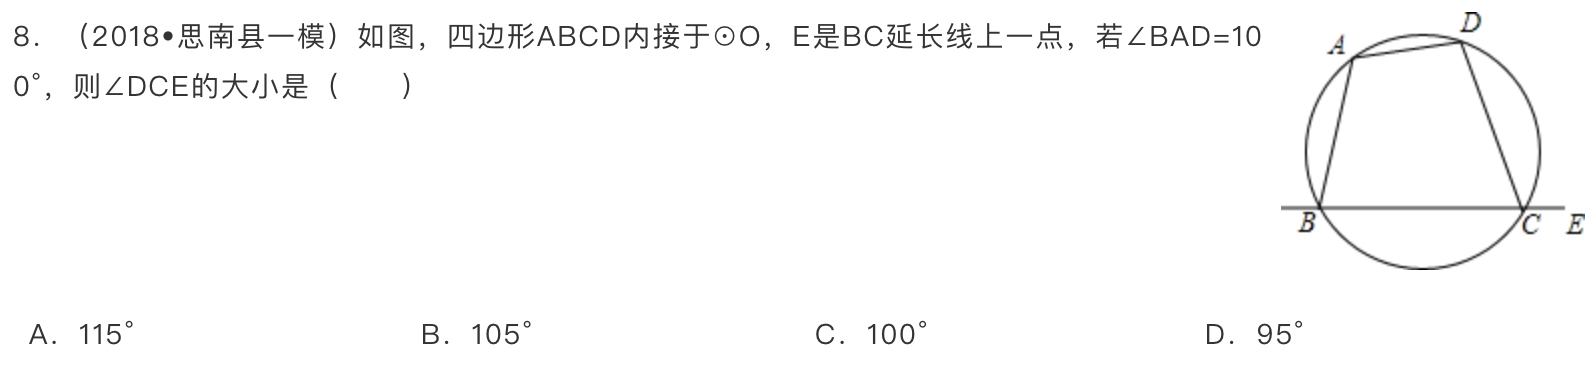 8. （2018•思南县一模）如图，四边形ABCD内接于⊙O，E是BC延长线上一点，若∠BAD=10
0°，则∠DCE的大小是（　　）
A
D
B
C
E
A. 115°
B. 105°
C. 100°
D. 95°